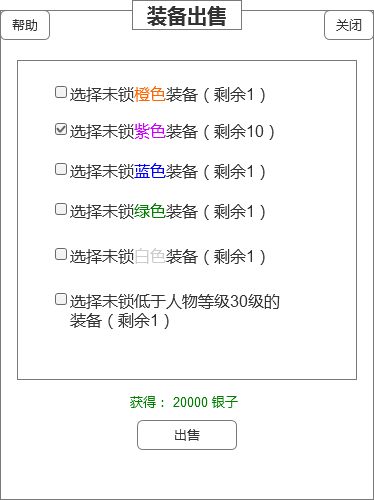 装备出售
帮助
关闭
选择未锁橙色装备（剩余1）
选择未锁紫色装备（剩余10）
选择未锁蓝色装备（剩余1）
选择未锁绿色装备（剩余1）
选择未锁白色装备（剩余1）
选择未锁低于人物等级30级的
装备（剩余1）
获得： 20000 银子
出售